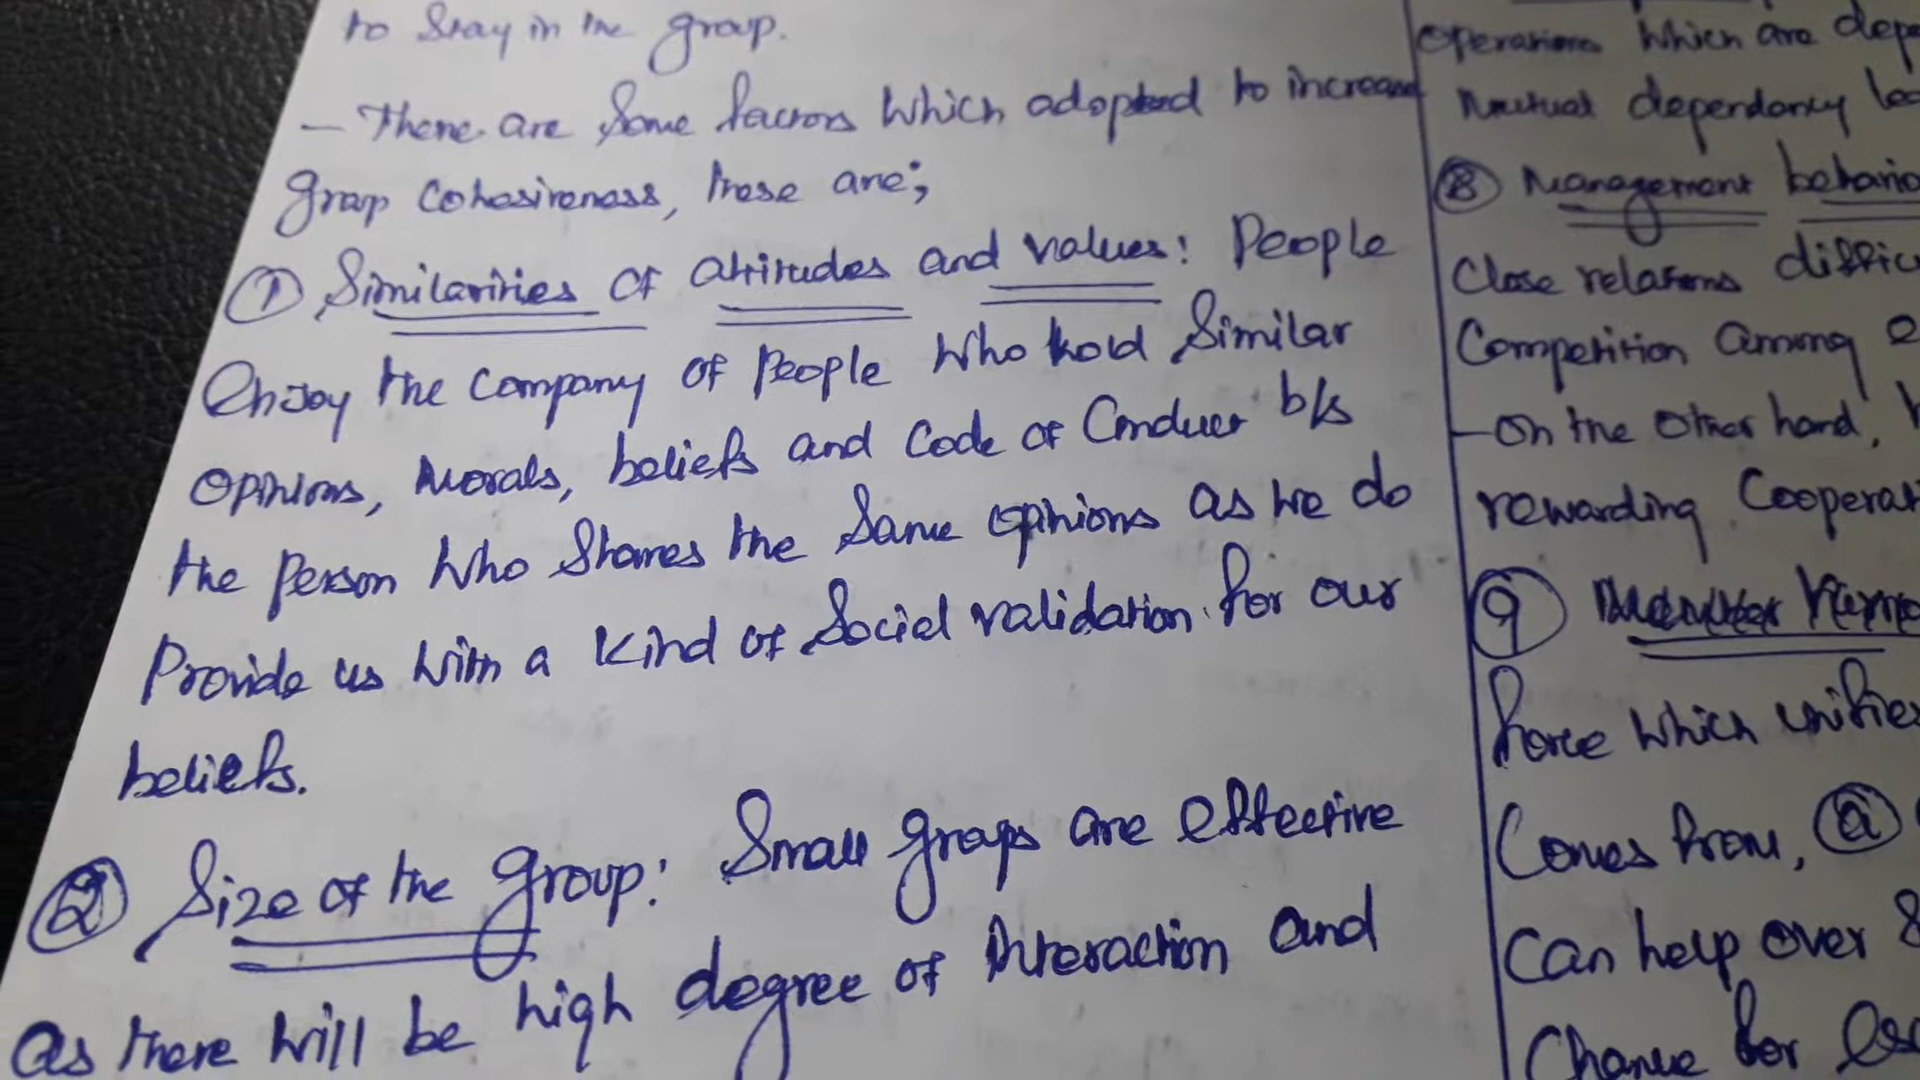 to Stay in the group.
- There are Some factors Which adopted to increase
group Cohesiveness, these are;
① Similarities of attitudes and values: People
Enjoy the Company of People Who hold Similar
Opinions, Morals, beliefs and Code of Conduct b/s
the Person Who Shares the Same opinions as we do
Provide us With a Kind of Social validation for our
beliefs.
② Size of the group: Small groups are effective
as there Will be high degree of Interaction and
Operations Which are
Mutual dependancy
⑧ Management
Close relations
Competition Among
- On the Other hand,
rewarding
⑨ Member
force Which
Comes from, ⓐ
Can help over
Chance for